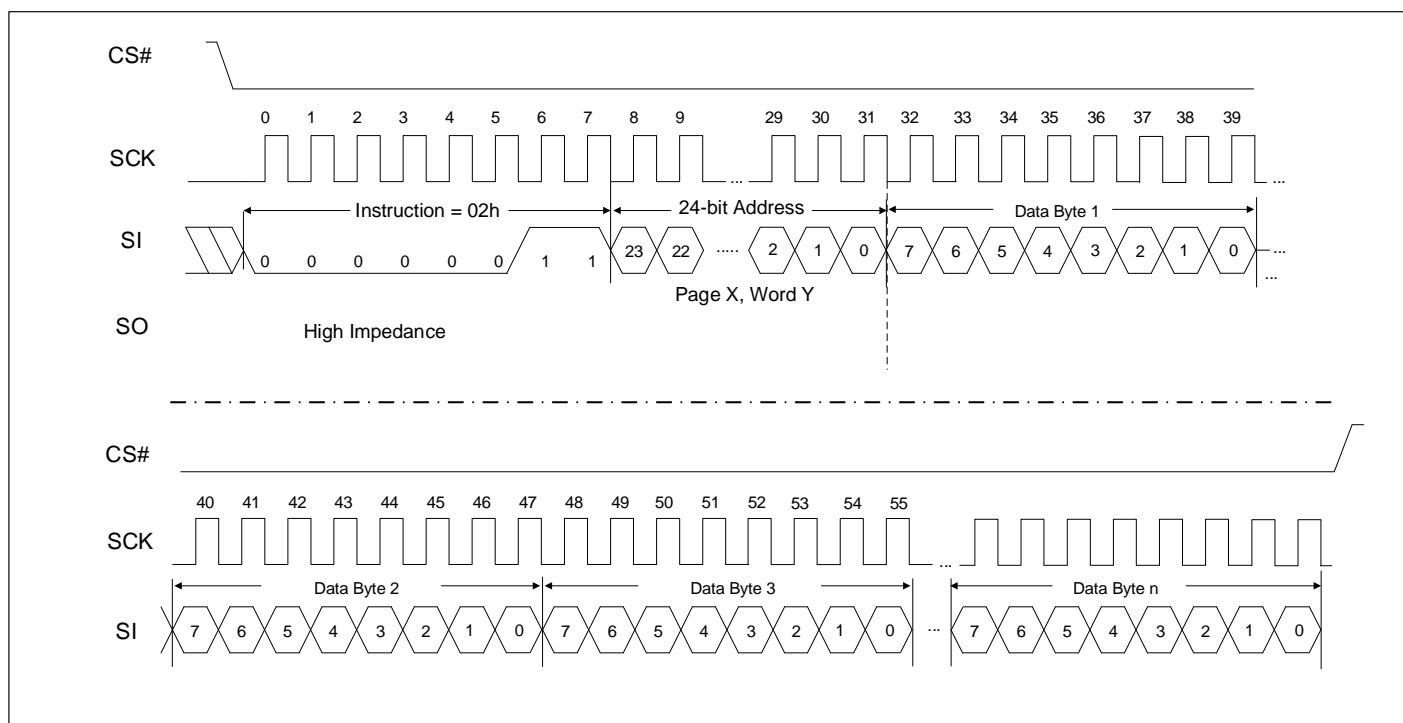 CS#
0 1 2 3 4 5 6 7 8 9 29 30 31 32 33 34 35 36 37 38 39
SCK ... ...
Instruction = 02h 24-bit Address Data Byte 1
SI 0 0 0 0 0 0 1 1 23 22 ..... 2 1 0 7 6 5 4 3 2 1 0 ...
...
Page X, Word Y
SO High Impedance
CS#
40 41 42 43 44 45 46 47 48 49 50 51 52 53 54 55
SCK ...
Data Byte 2 Data Byte 3 Data Byte n
SI 7 6 5 4 3 2 1 0 7 6 5 4 3 2 1 0 ... 7 6 5 4 3 2 1 0